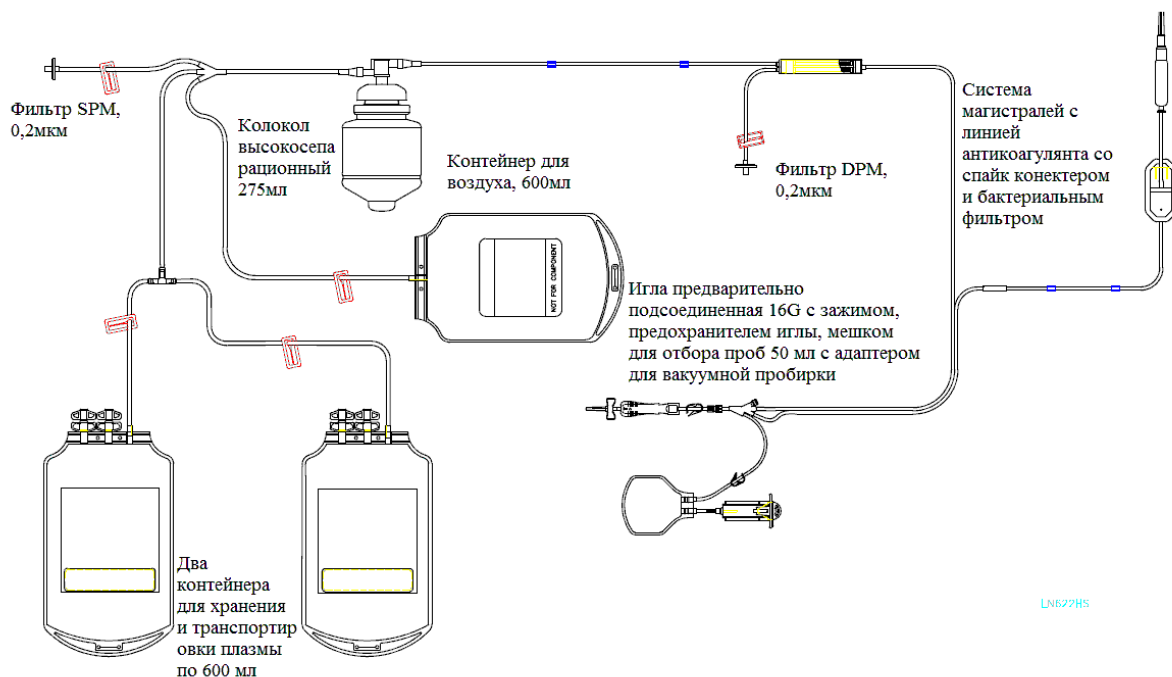 Фильтр SPM,
0,2мкм
Колокол
высокосепа
рационный
275мл
Контейнер для
воздуха, 600мл
Фильтр DPM,
0,2мкм
Система
магистралей с
линией
антикоагулянта со
спайк конектером
и бактериальным
фильтром
NOT FOR COMPONENT
Игла предварительно
подсоединенная 16G с зажимом,
предохранителем иглы, мешком
для отбора проб 50 мл с адаптером
для вакуумной пробирки
Два
контейнера
для хранения
и транспортир
овки плазмы
по 600 мл
LN622HS